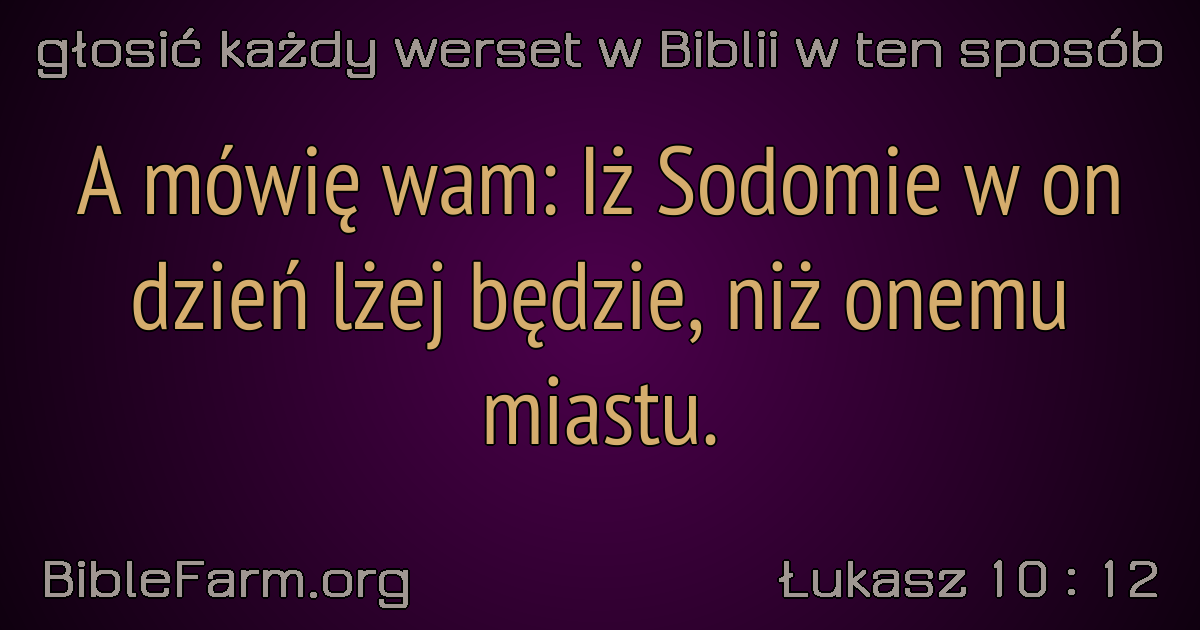 głosić każdy werset w Biblii w ten sposób
A mówię wam: Iż Sodomie w on
dzień lżej będzie, niż onemu
miastu.
BibleFarm.org
Łukasz 10 : 12